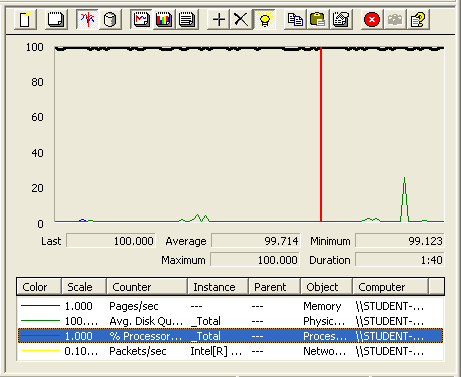 100
80
60
40
20
0
Last 100.000 Average 99.714 Minimum 99.123
Maximum 100.000 Duration 1:40
Color Scale Counter Instance Parent Object Computer
1.000 Pages/sec --- --- Memory \\STUDENT-...
100.... Avg. Disk Qu... _Total --- Physic... \\STUDENT-...
1.000 % Processor... _Total --- Proces... \\STUDENT-...
0.10... Packets/sec Intel[R] ... --- Netwo... \\STUDENT-...